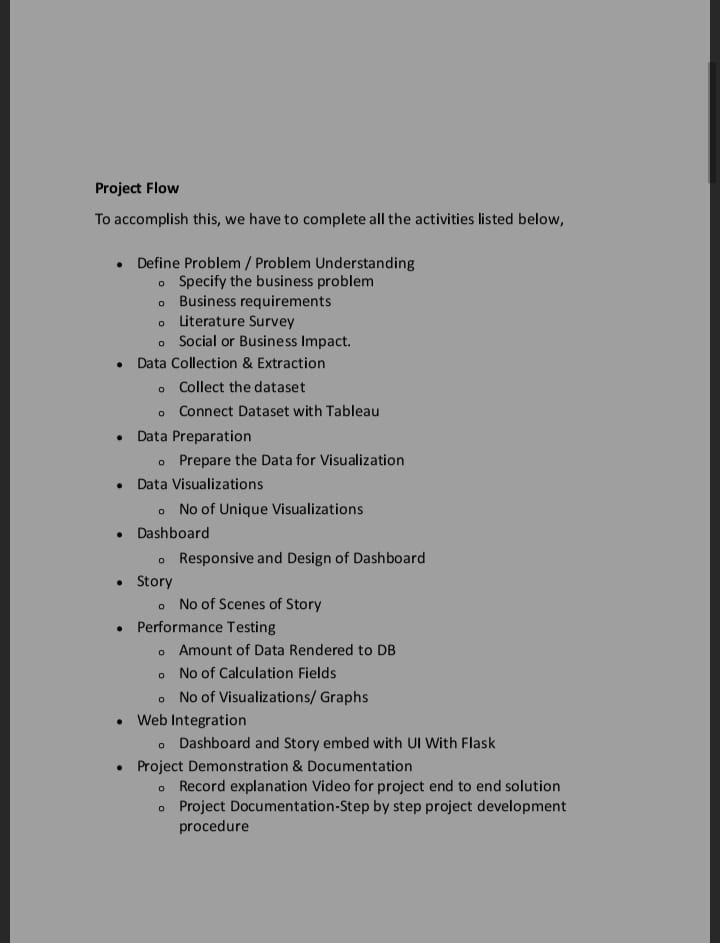 Project Flow
To accomplish this, we have to complete all the activities listed below,
• Define Problem / Problem Understanding
o Specify the business problem
o Business requirements
o Literature Survey
o Social or Business Impact.
• Data Collection & Extraction
o Collect the dataset
o Connect Dataset with Tableau
• Data Preparation
o Prepare the Data for Visualization
• Data Visualizations
o No of Unique Visualizations
• Dashboard
o Responsive and Design of Dashboard
• Story
o No of Scenes of Story
• Performance Testing
o Amount of Data Rendered to DB
o No of Calculation Fields
o No of Visualizations/ Graphs
• Web Integration
o Dashboard and Story embed with UI With Flask
• Project Demonstration & Documentation
o Record explanation Video for project end to end solution
o Project Documentation-Step by step project development
procedure